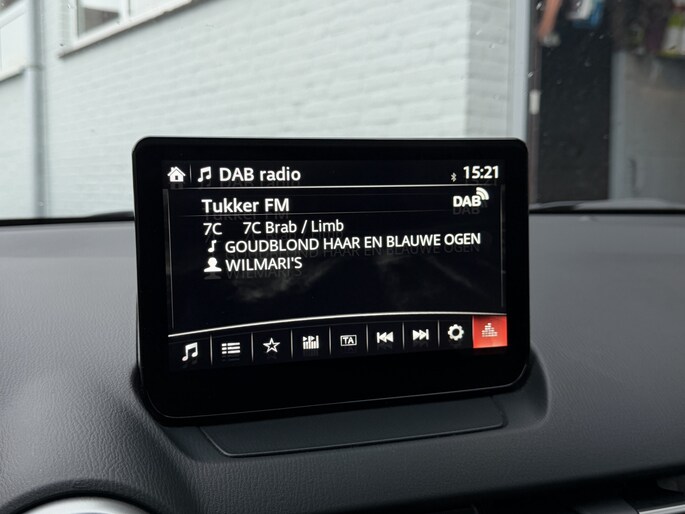 DAB radio 15:21
Tukker FM DAB
7C 7C Brab / Limb
GOUDBLOND HAAR EN BLAUWE OGEN
WILMARI'S
TA